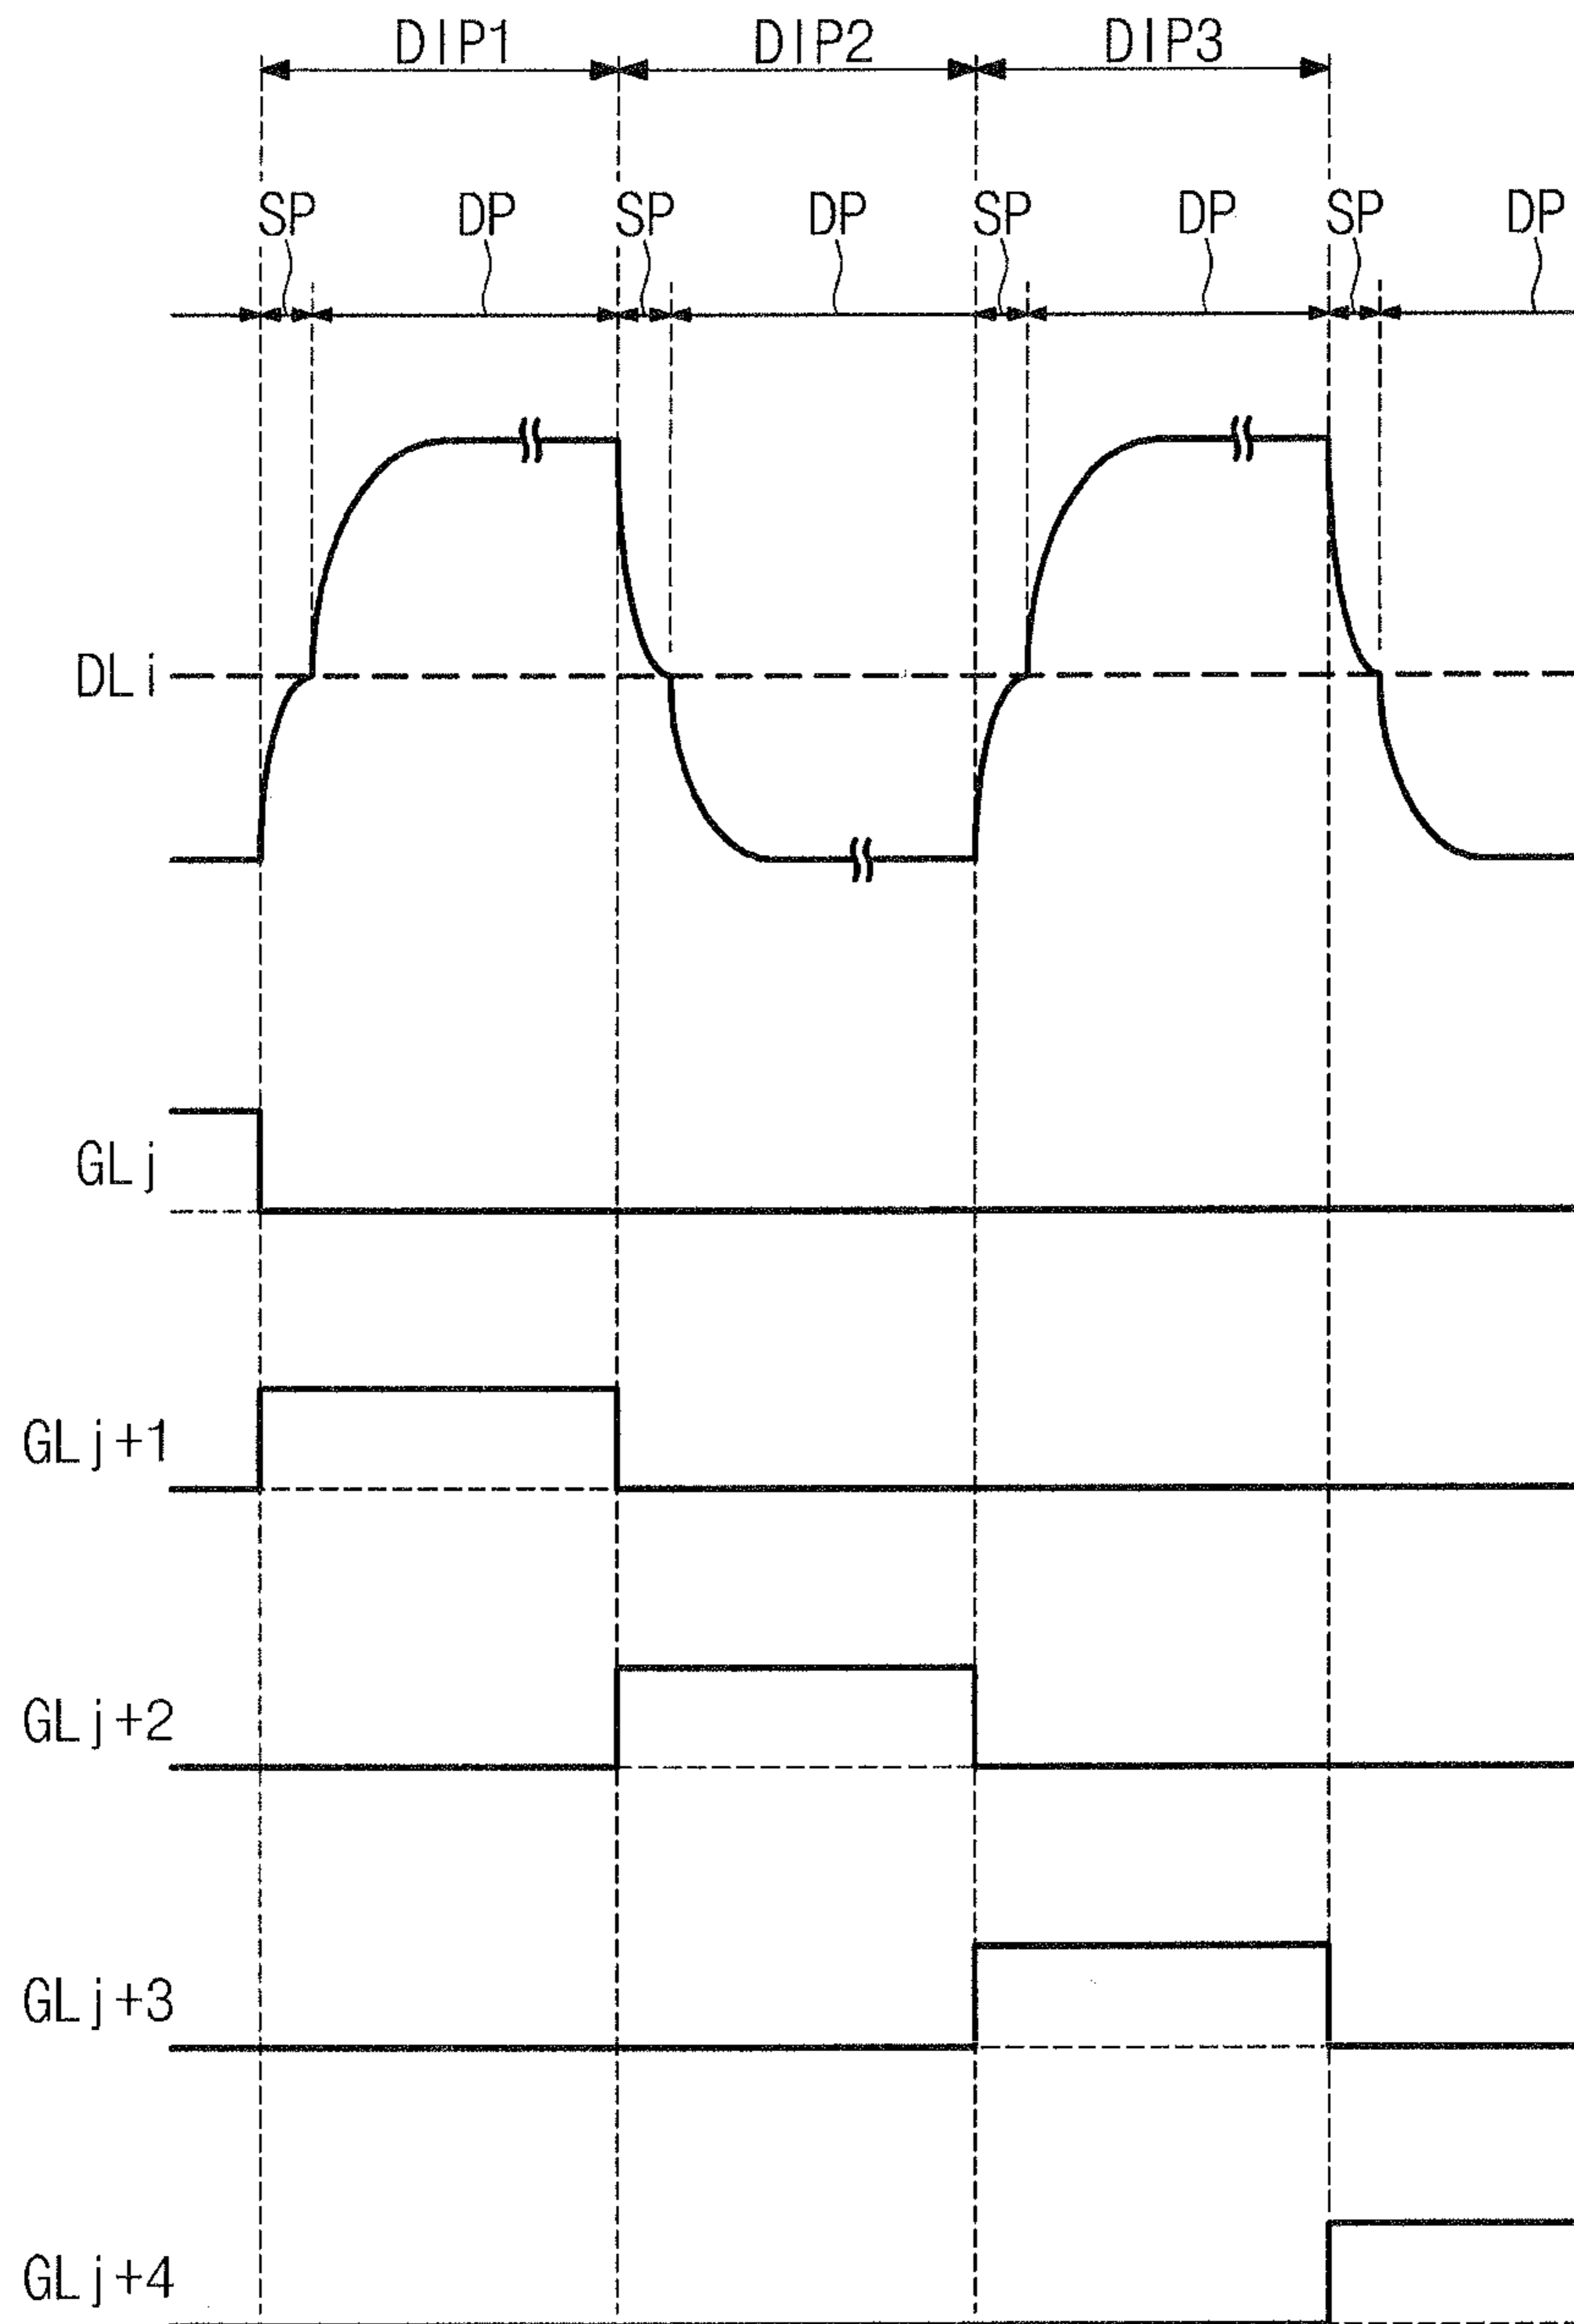 DIP1 DIP2 DIP3
SP DP SP DP SP DP SP DP
DLi
GLj
GLj+1
GLj+2
GLj+3
GLj+4